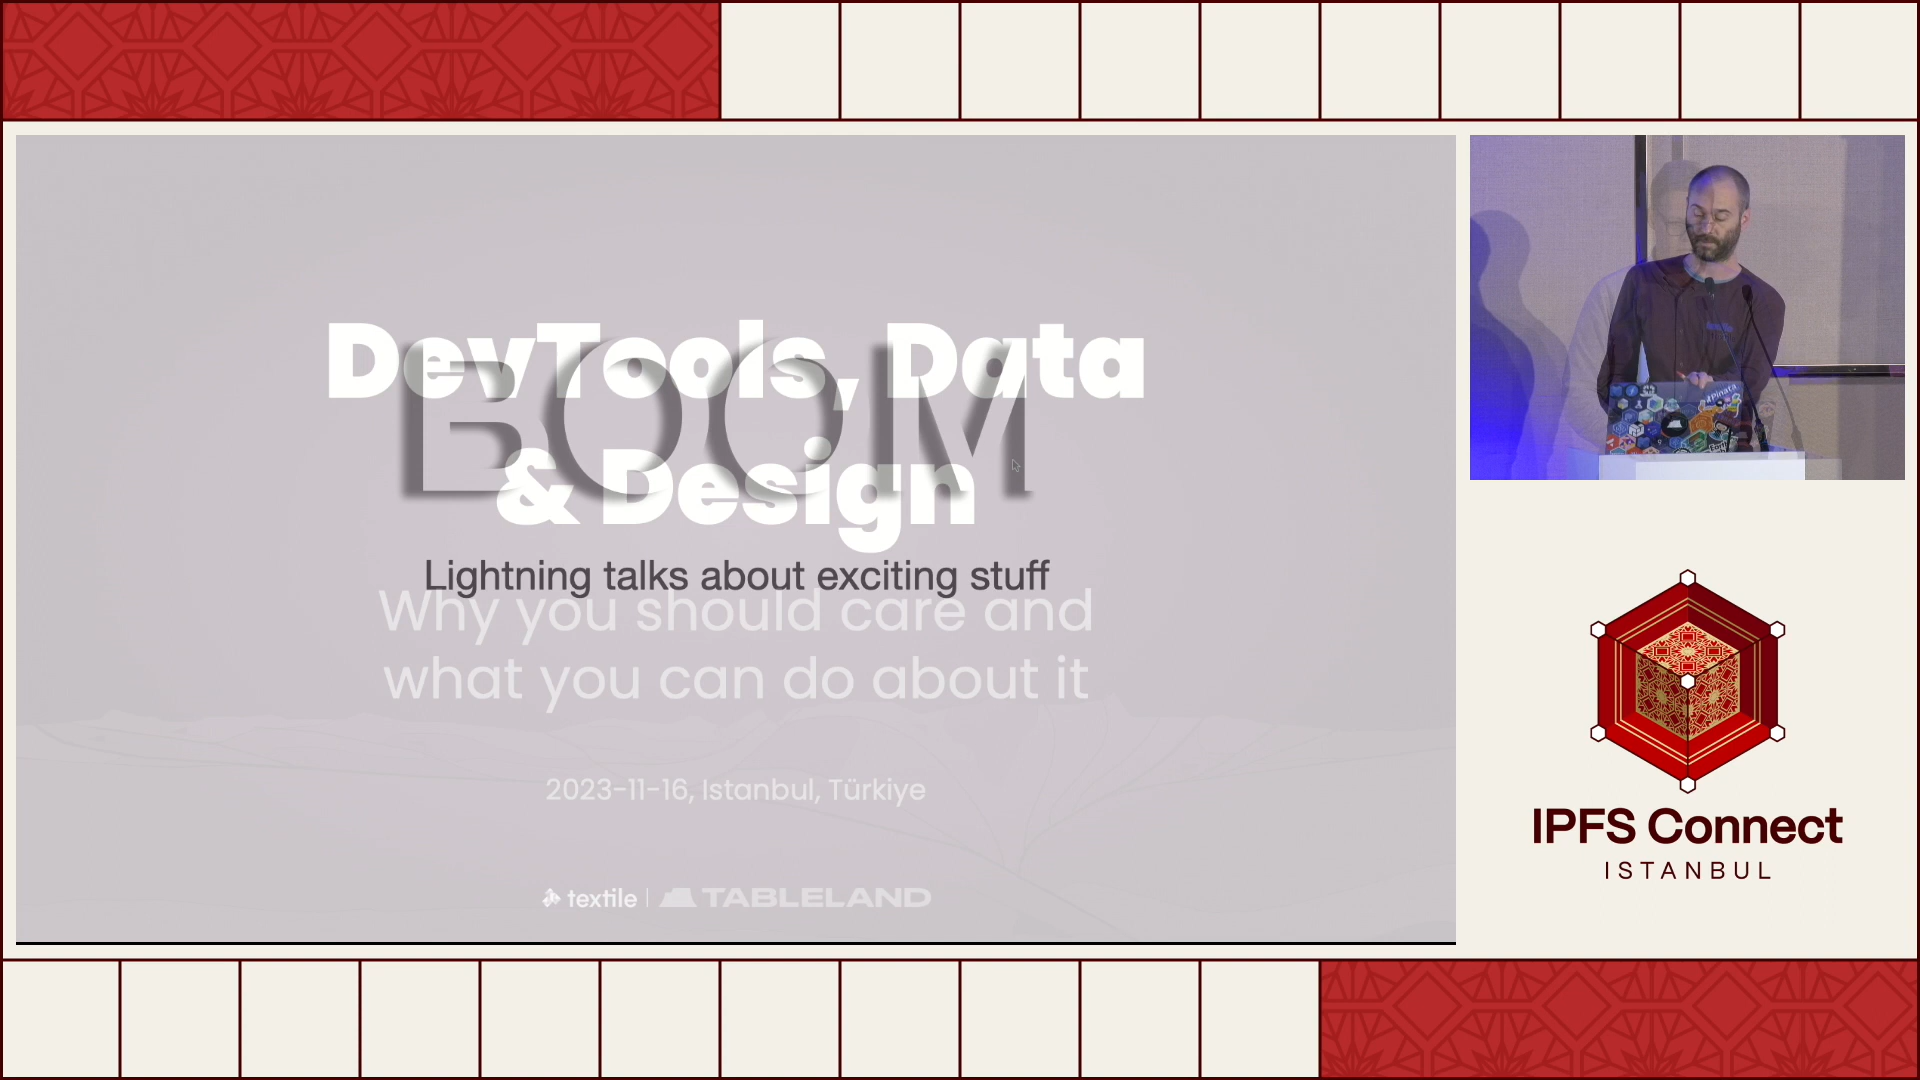 DevTools, Data
BOOM
& Design
Lightning talks about exciting stuff
Why you should care and
what you can do about it
2023-11-16, Istanbul, Türkiye
textile | TABLELAND
Pinata
IPFS Connect
ISTANBUL